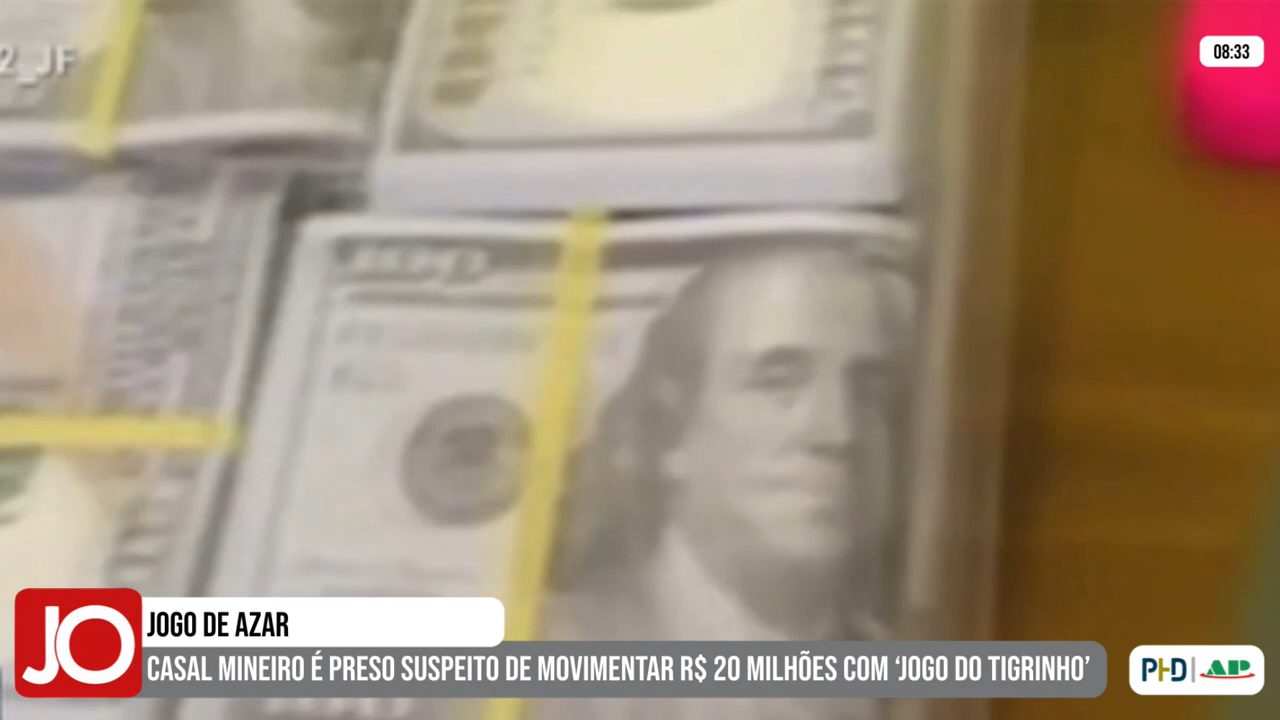 2_JF
08:33
JO
JOGO DE AZAR
CASAL MINEIRO É PRESO SUSPEITO DE MOVIMENTAR R$ 20 MILHÕES COM ‘JOGO DO TIGRINHO’
PHD | AP